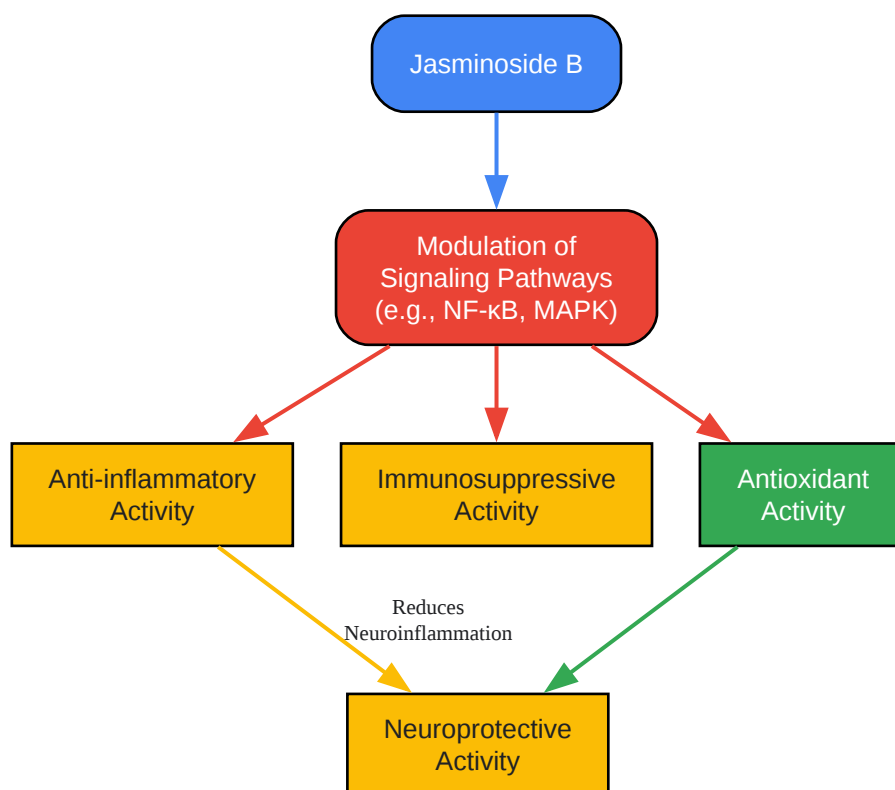 Jasminoside B
Modulation of
Signaling Pathways
(e.g., NF-κB, MAPK)
Anti-inflammatory
Activity
Immunosuppressive
Activity
Antioxidant
Activity
Reduces
Neuroinflammation
Neuroprotective
Activity